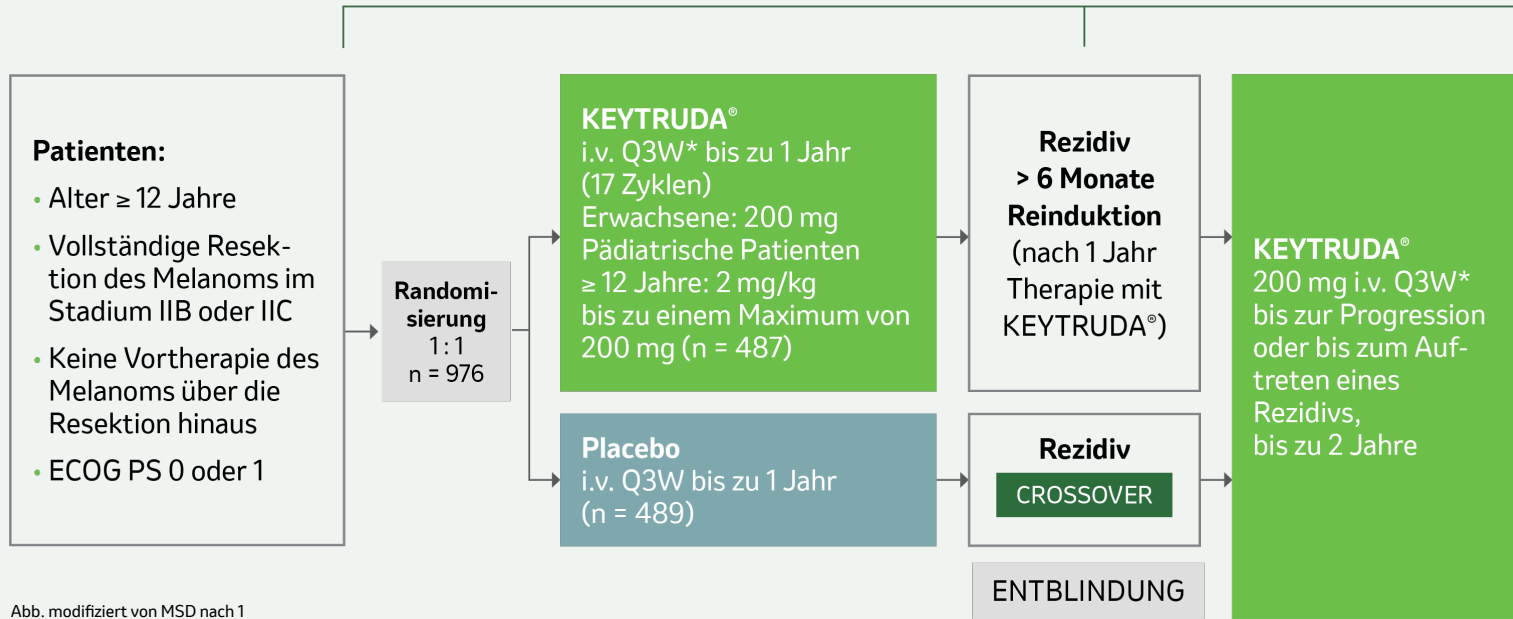 Patienten:
• Alter ≥ 12 Jahre
• Vollständige Resek-
tion des Melanoms im
Stadium IIB oder IIC
• Keine Vortherapie des
Melanoms über die
Resektion hinaus
• ECOG PS 0 oder 1
Randomi-
sierung
1:1
n = 976
KEYTRUDA®
i.v. Q3W* bis zu 1 Jahr
(17 Zyklen)
Erwachsene: 200 mg
Pädiatrische Patienten
≥ 12 Jahre: 2 mg/kg
bis zu einem Maximum von
200 mg (n = 487)
Placebo
i.v. Q3W bis zu 1 Jahr
(n = 489)
Rezidiv
> 6 Monate
Reinduktion
(nach 1 Jahr
Therapie mit
KEYTRUDA®)
Rezidiv
CROSSOVER
ENTBLINDUNG
KEYTRUDA®
200 mg i.v. Q3W*
bis zur Progression
oder bis zum Auf-
treten eines
Rezidivs,
bis zu 2 Jahre
Abb. modifiziert von MSD nach 1